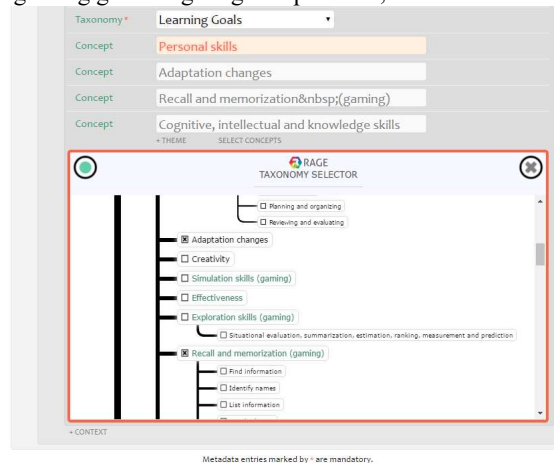 Taxonomy * Learning Goals
Concept Personal skills
Concept Adaptation changes
Concept Recall and memorization&nbsp;(gaming)
Concept Cognitive, intellectual and knowledge skills
+ THEME SELECT CONCEPTS
RAGE
TAXONOMY SELECTOR
Planning and organizing
Reviewing and evaluating
Adaptation changes
Creativity
Simulation skills (gaming)
Effectiveness
Exploration skills (gaming)
Situational evaluation, summarization, estimation, ranking, measurement and prediction
Recall and memorization (gaming)
Find information
Identify names
List information
+ CONTEXT
Metadata entries marked by * are mandatory.